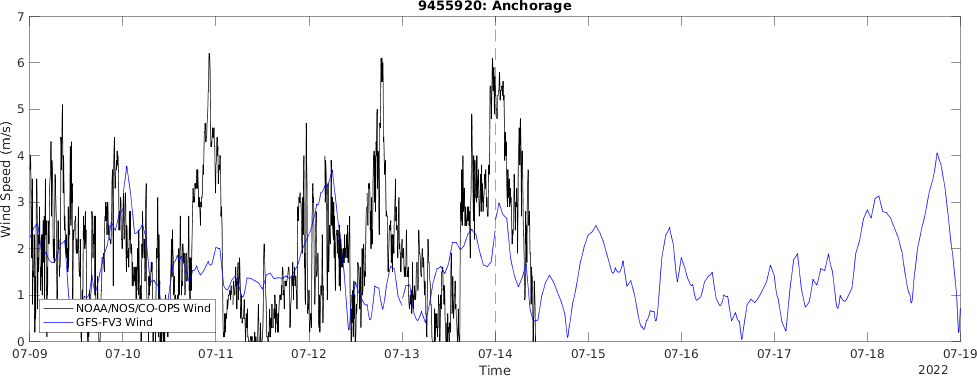 9455920: Anchorage
7
6
5
4
3
2
1
0
Wind Speed (m/s)
NOAA/NOS/CO-OPS Wind
GFS-FV3 Wind
07-09 07-10 07-11 07-12 07-13 07-14 07-15 07-16 07-17 07-18 07-19
Time
2022